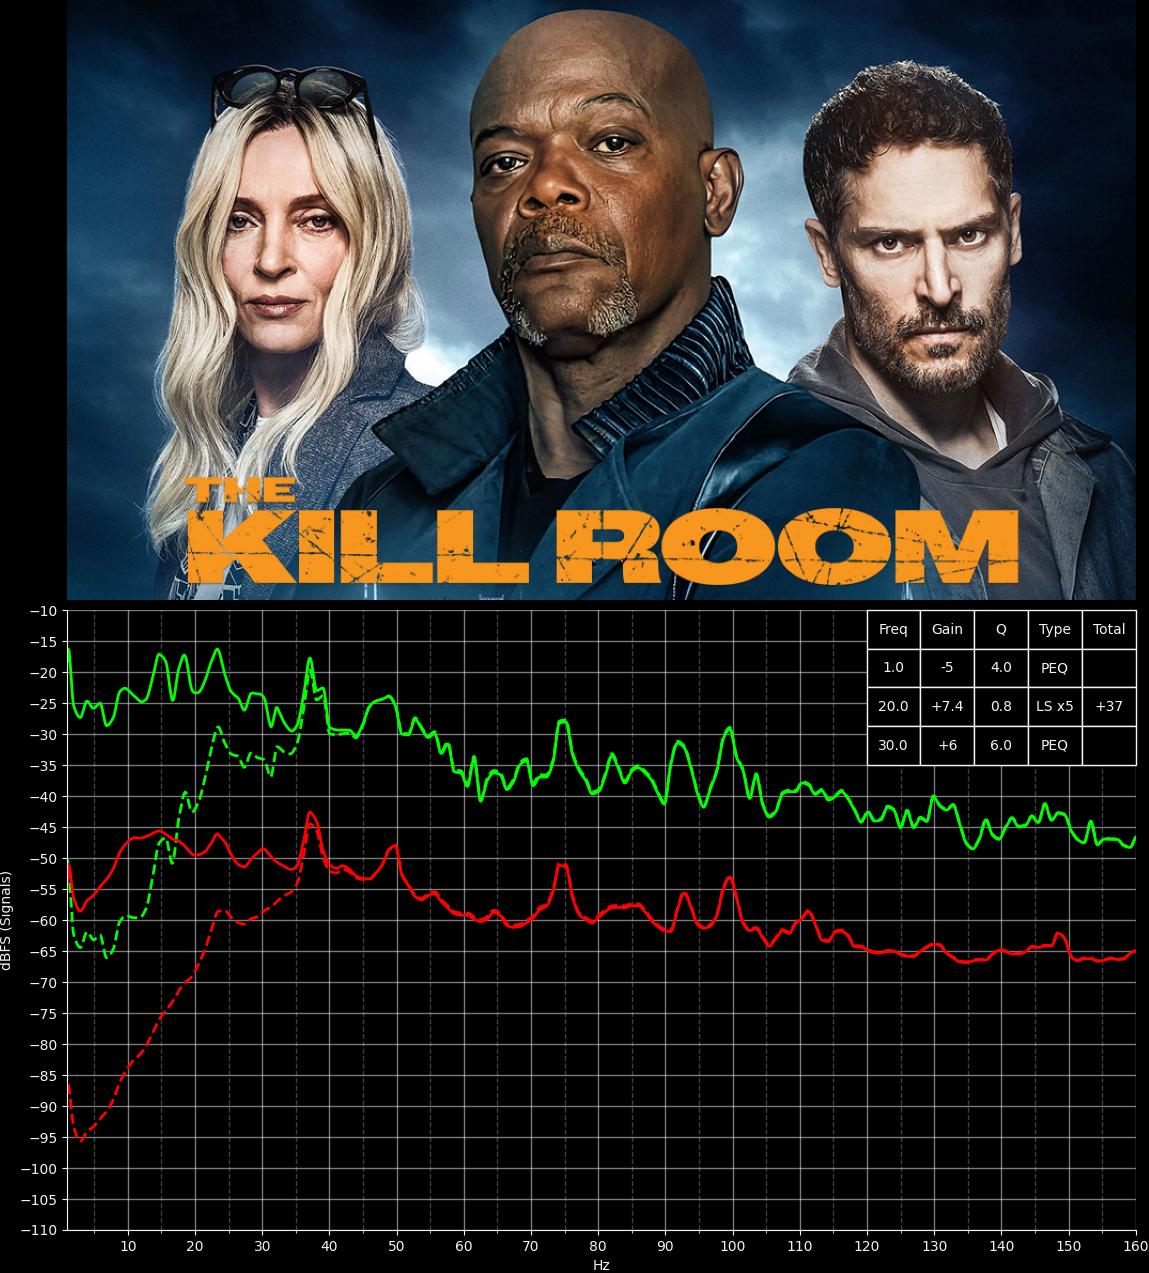 THE
KILL ROOM
Freq Gain Q Type Total
1.0 -5 4.0 PEQ
20.0 +7.4 0.8 LS x5 +37
30.0 +6 6.0 PEQ
−10
−15
−20
−25
−30
−35
−40
−45
−50
−55
−60
−65
−70
−75
−80
−85
−90
−95
−100
−105
−110
dBFS (Signals)
10 20 30 40 50 60 70 80 90 100 110 120 130 140 150 160
Hz